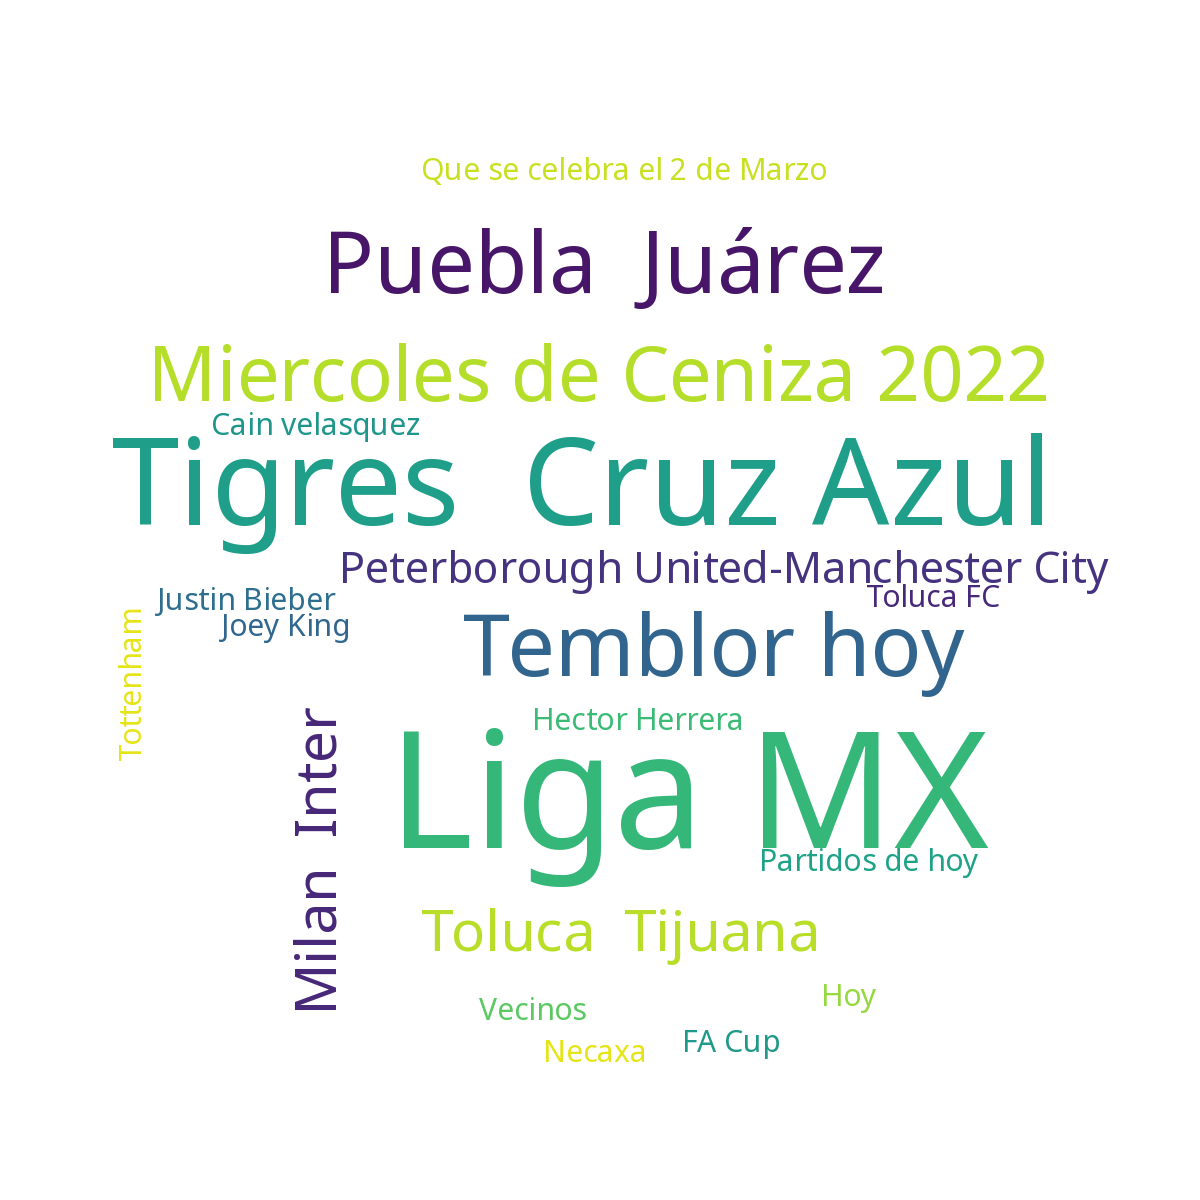 Que se celebra el 2 de Marzo
Puebla  Juárez
Miercoles de Ceniza 2022
Cain velasquez
Tigres  Cruz Azul
Peterborough United-Manchester City
Justin Bieber
Toluca FC
Joey King
Tottenham
Temblor hoy
Hector Herrera
Milan  Inter
Liga MX
Partidos de hoy
Toluca  Tijuana
Hoy
Vecinos
FA Cup
Necaxa